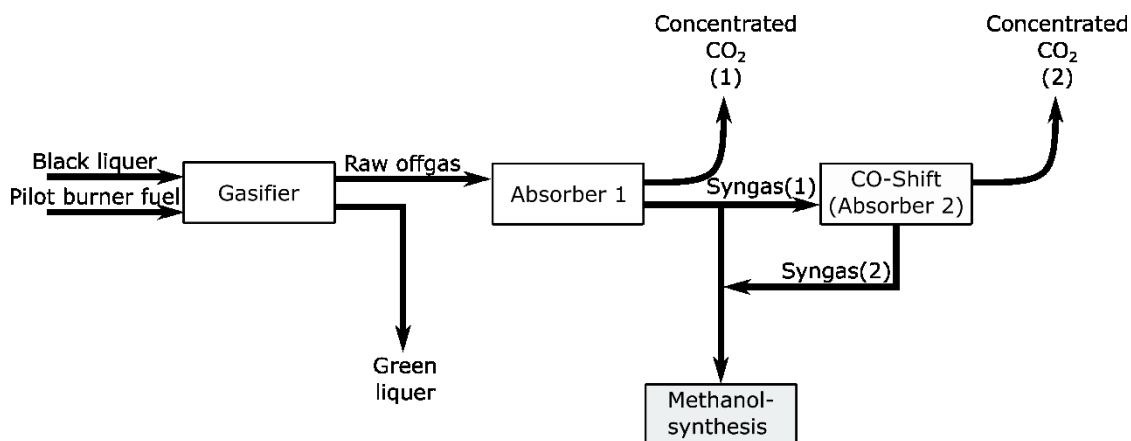 Concentrated
CO₂
(1)
Concentrated
CO₂
(2)
Black liquer
Pilot burner fuel
Gasifier
Raw offgas
Absorber 1
Syngas(1)
CO-Shift
(Absorber 2)
Syngas(2)
Green
liquer
Methanol-
synthesis